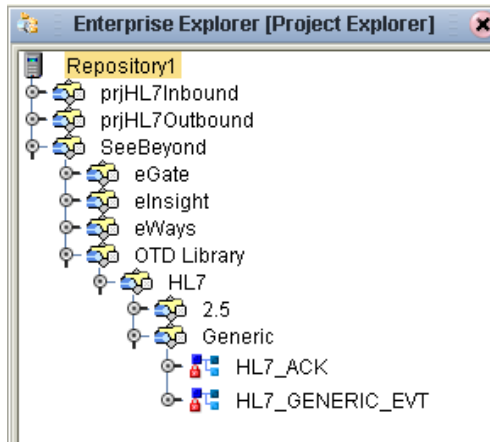 Enterprise Explorer [Project Explorer]
Repository1
prjHL7Inbound
prjHL7Outbound
SeeBeyond
eGate
eInsight
eWays
OTD Library
HL7
2.5
Generic
HL7_ACK
HL7_GENERIC_EVT